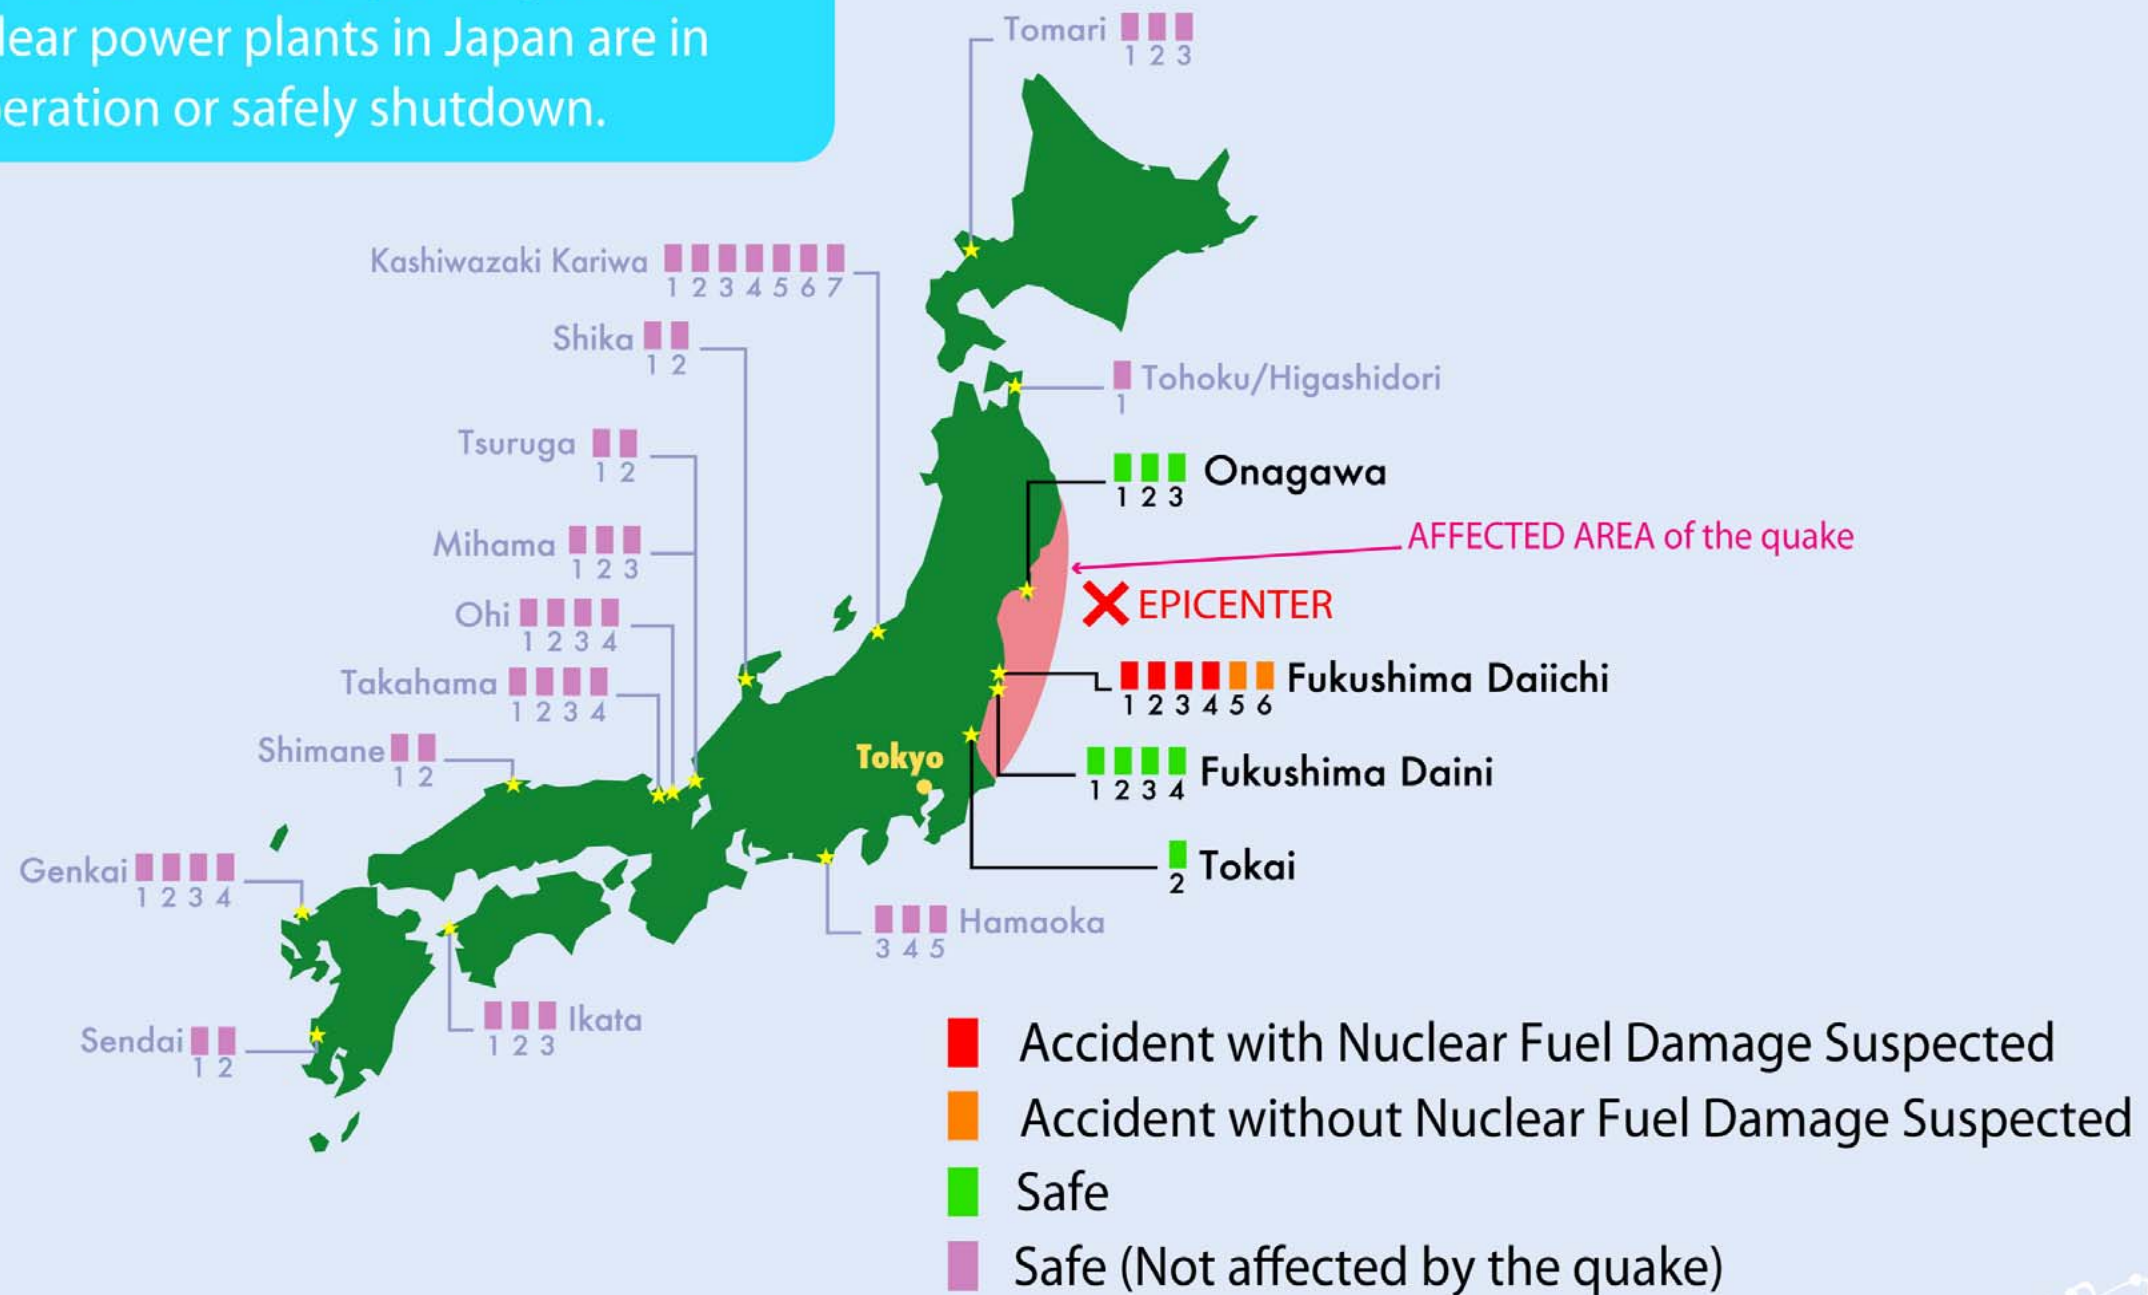 lear power plants in Japan are in
eration or safely shutdown.
Tomari
1 2 3
Kashiwazaki Kariwa
1 2 3 4 5 6 7
Shika
1 2
Tohoku/Higashidori
1
Tsuruga
1 2
Onagawa
1 2 3
Mihama
1 2 3
AFFECTED AREA of the quake
EPICENTER
Ohi
1 2 3 4
Takahama
1 2 3 4
Fukushima Daiichi
1 2 3 4 5 6
Shimane
1 2
Tokyo
Fukushima Daini
1 2 3 4
Genkai
1 2 3 4
Tokai
2
Hamaoka
3 4 5
Ikata
1 2 3
Sendai
1 2
Accident with Nuclear Fuel Damage Suspected
Accident without Nuclear Fuel Damage Suspected
Safe
Safe (Not affected by the quake)